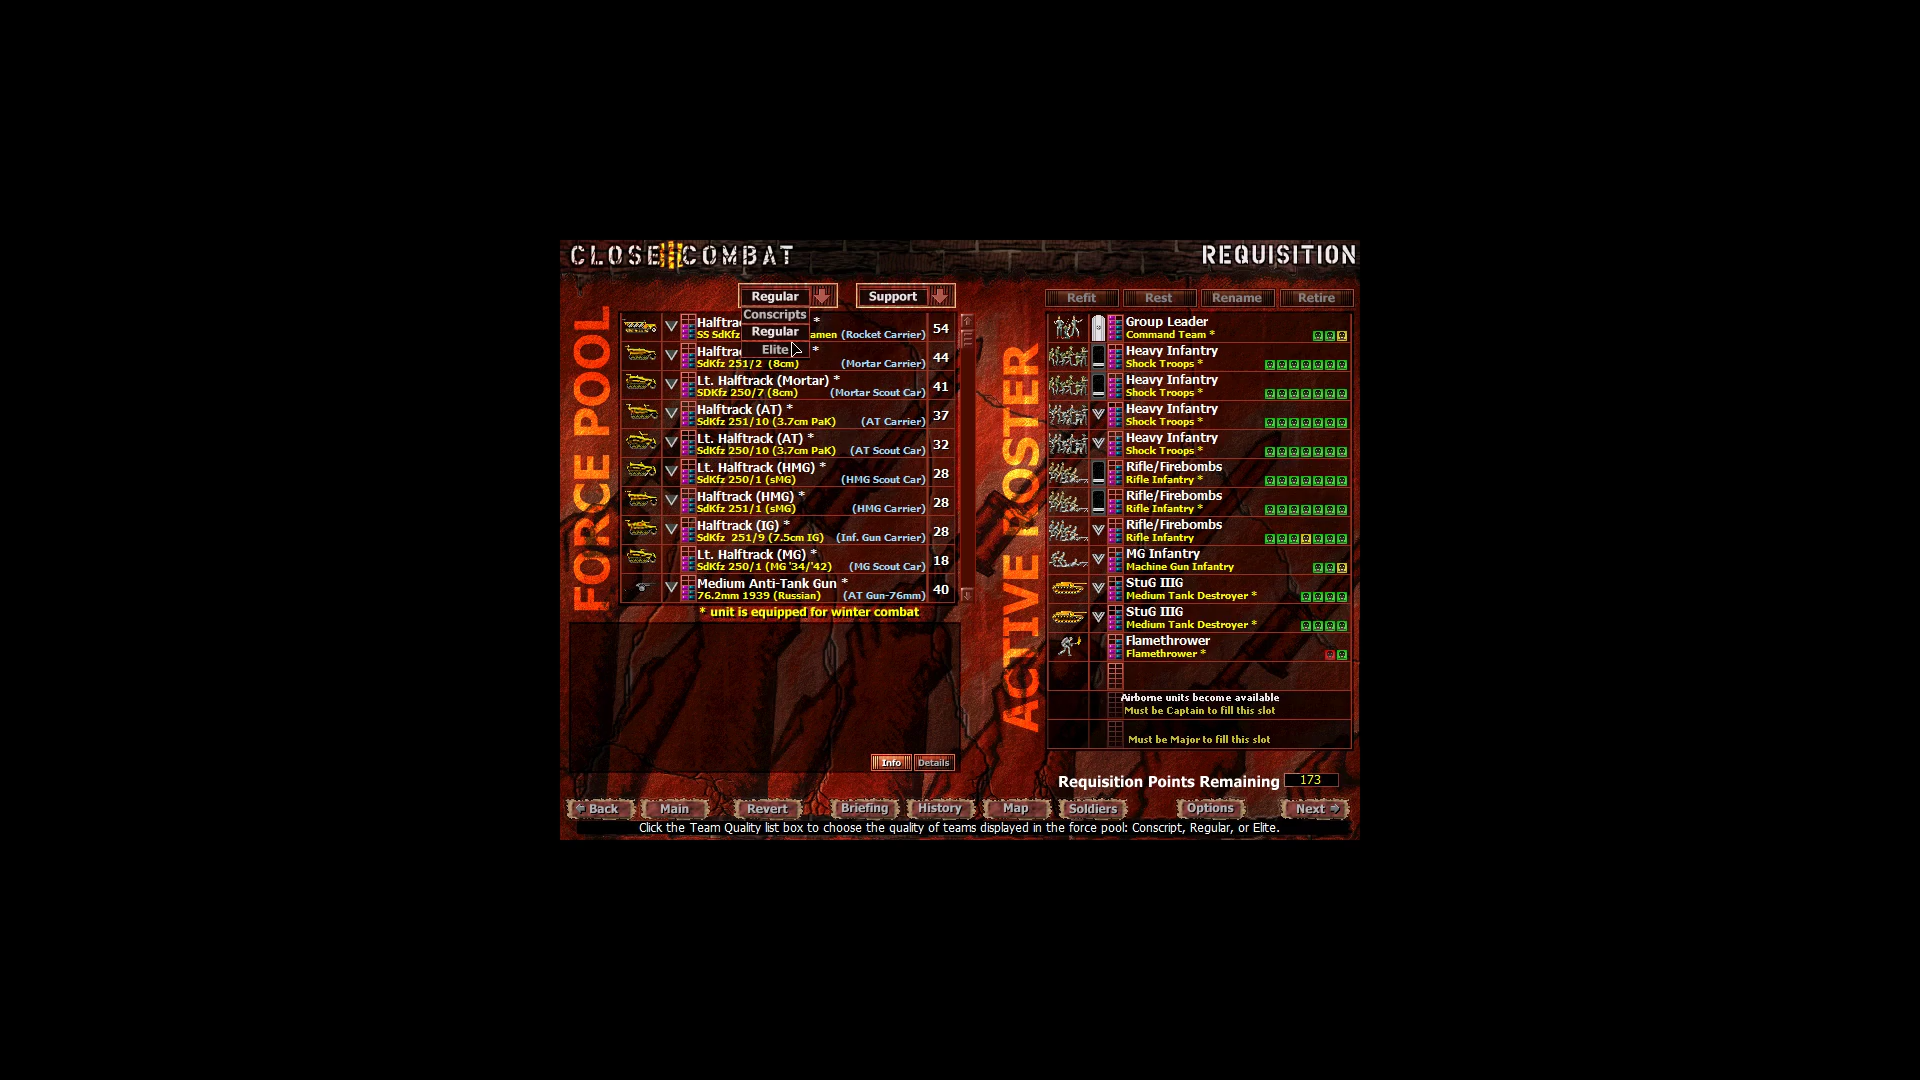 CLOSE COMBAT
REQUISITION
FORCE POOL
Regular
Support
Conscripts
Regular
Elite
Halftra *
SS SdKfz amen (Rocket Carrier) 54
Halftra *
SdKfz 251/2 (8cm) (Mortar Carrier) 44
Lt. Halftrack (Mortar) *
SDKfz 250/7 (8cm) (Mortar Scout Car) 41
Halftrack (AT) *
SdKfz 251/10 (3.7cm PaK) (AT Carrier) 37
Lt. Halftrack (AT) *
SdKfz 250/10 (3.7cm PaK) (AT Scout Car) 32
Lt. Halftrack (HMG) *
SdKfz 250/1 (sMG) (HMG Scout Car) 28
Halftrack (HMG) *
SdKfz 251/1 (sMG) (HMG Carrier) 28
Halftrack (IG) *
SdKfz 251/9 (7.5cm IG) (Inf. Gun Carrier) 28
Lt. Halftrack (MG) *
SdKfz 250/1 (MG '34/'42) (MG Scout Car) 18
Medium Anti-Tank Gun *
76.2mm 1939 (Russian) (AT Gun-76mm) 40
* unit is equipped for winter combat
Info Details
ACTIVE ROSTER
Refit Rest Rename Retire
Group Leader
Command Team *
Heavy Infantry
Shock Troops *
Heavy Infantry
Shock Troops *
Heavy Infantry
Shock Troops *
Heavy Infantry
Shock Troops *
Rifle/Firebombs
Rifle Infantry *
Rifle/Firebombs
Rifle Infantry *
Rifle/Firebombs
Rifle Infantry
MG Infantry
Machine Gun Infantry
StuG IIIG
Medium Tank Destroyer *
StuG IIIG
Medium Tank Destroyer *
Flamethrower
Flamethrower *
Airborne units become available
Must be Captain to fill this slot
Must be Major to fill this slot
Requisition Points Remaining 173
Back Main Revert Briefing History Map Soldiers Options Next
Click the Team Quality list box to choose the quality of teams displayed in the force pool: Conscript, Regular, or Elite.